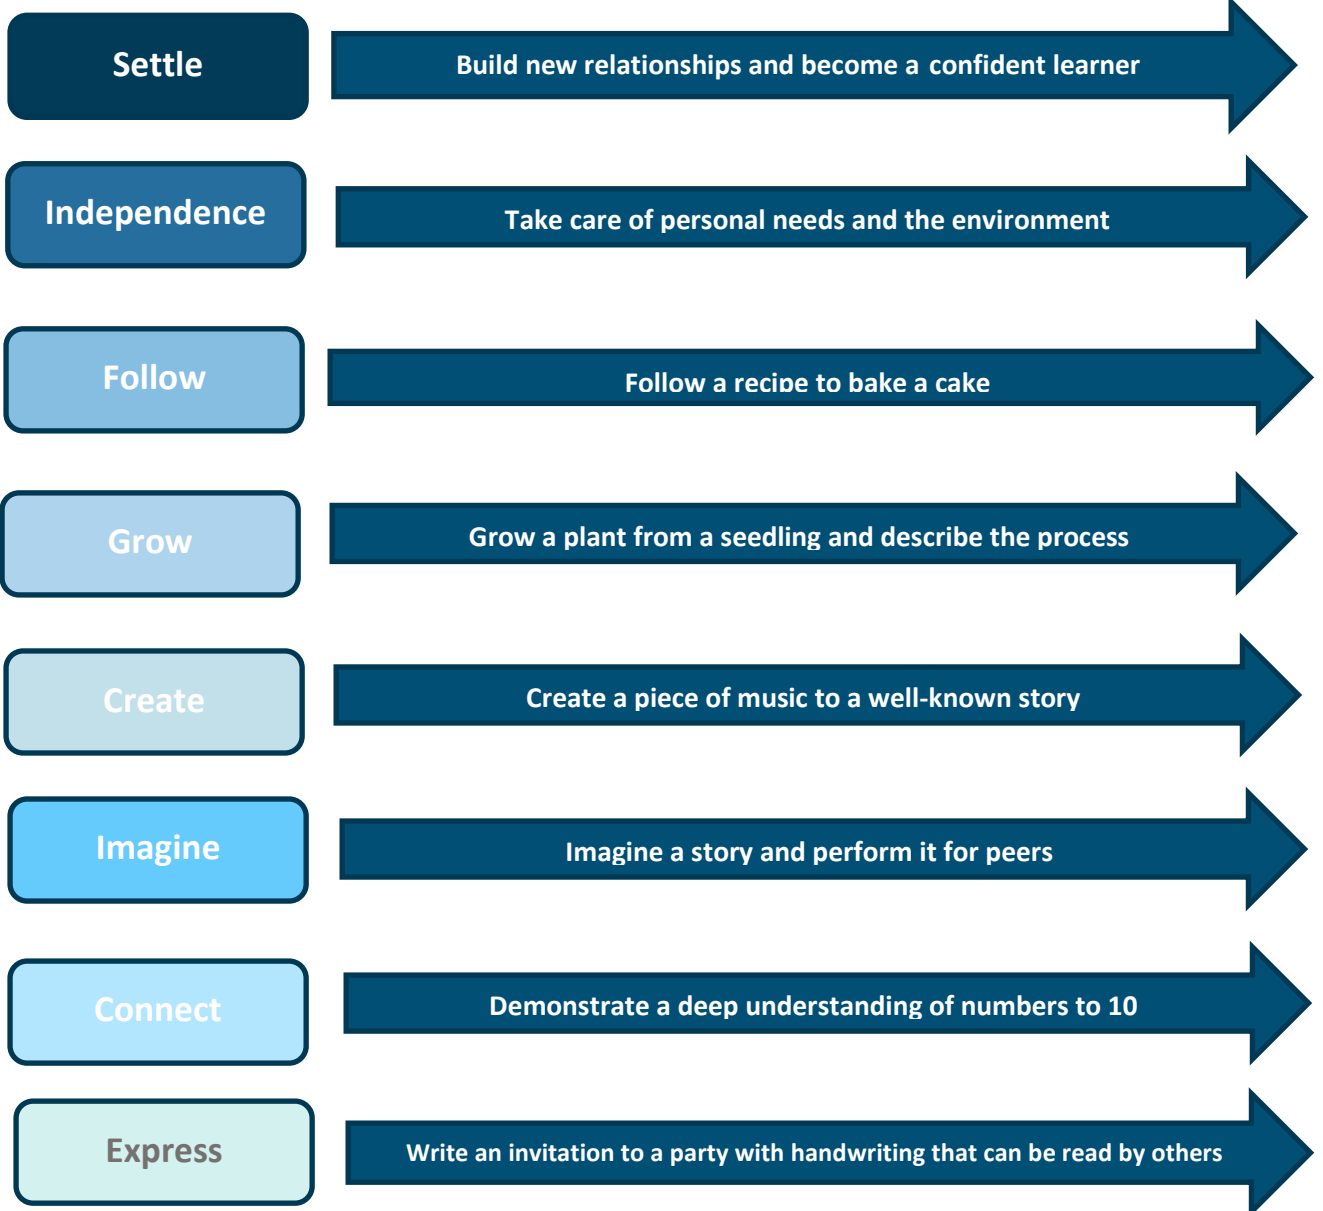 Settle
Build new relationships and become a confident learner
Independence
Take care of personal needs and the environment
Follow
Follow a recipe to bake a cake
Grow
Grow a plant from a seedling and describe the process
Create
Create a piece of music to a well-known story
Imagine
Imagine a story and perform it for peers
Connect
Demonstrate a deep understanding of numbers to 10
Express
Write an invitation to a party with handwriting that can be read by others